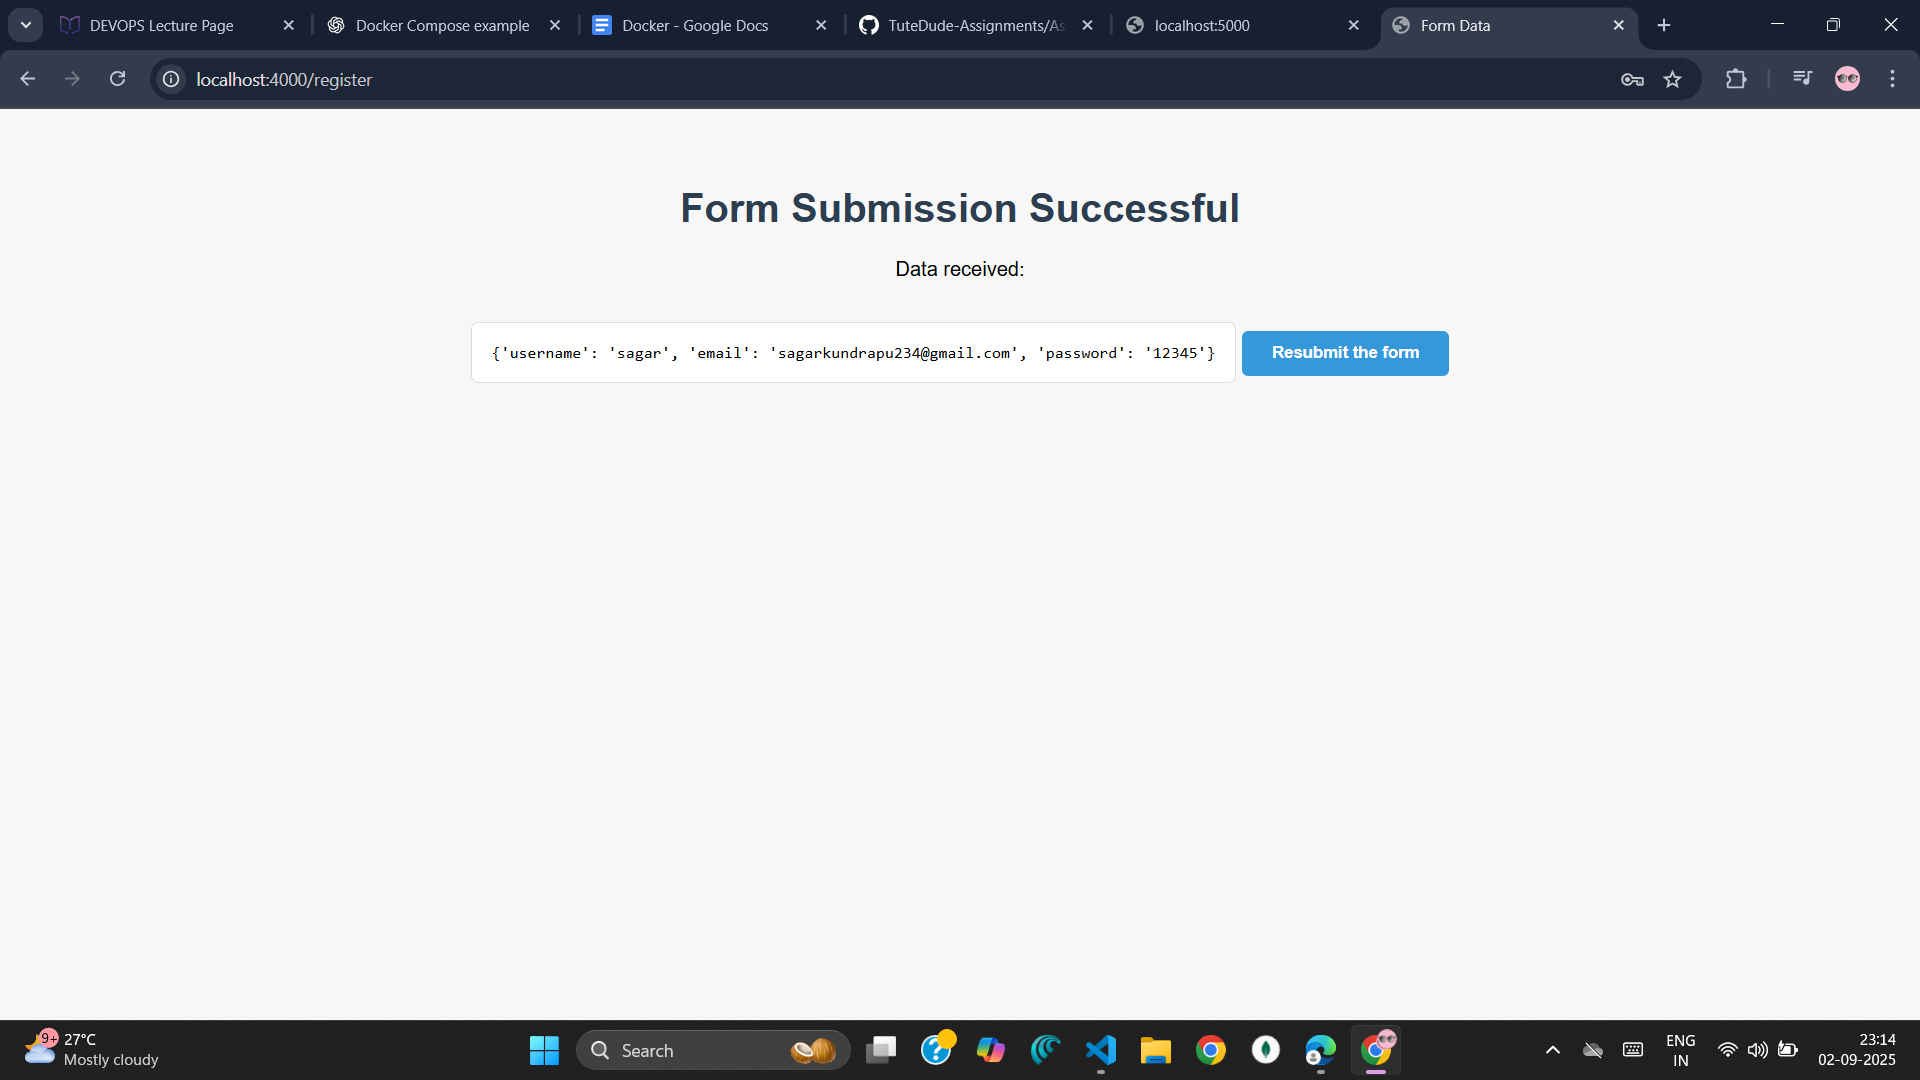 DEVOPS Lecture Page
Docker Compose example
Docker - Google Docs
TuteDude-Assignments/As
localhost:5000
Form Data
localhost:4000/register
Form Submission Successful
Data received:
{'username': 'sagar', 'email': 'sagarkundrapu234@gmail.com', 'password': '12345'}
Resubmit the form
9+
27°C
Mostly cloudy
Search
ENG
IN
23:14
02-09-2025